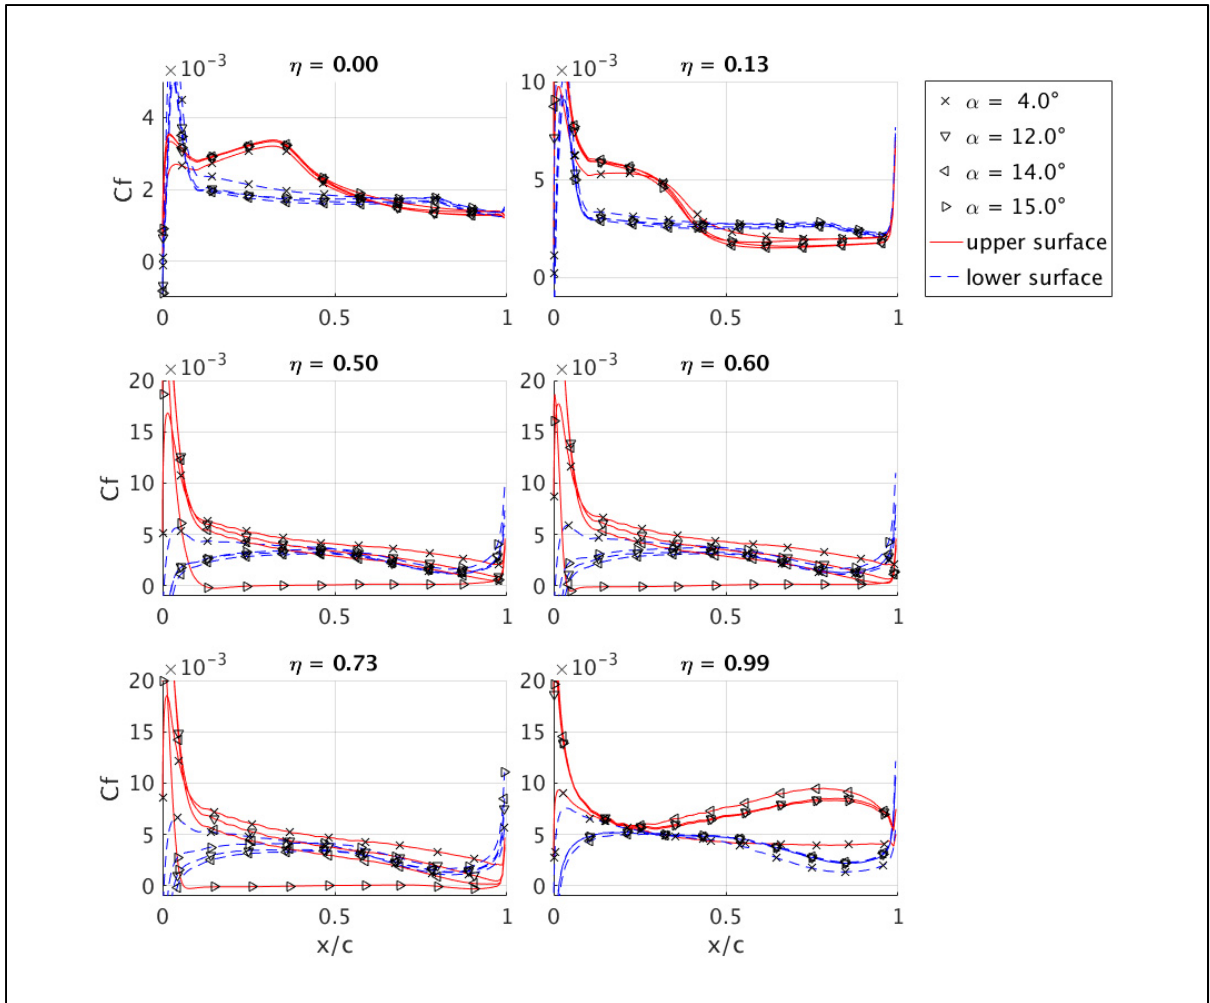 ×10⁻³ η = 0.00
Cf
4
2
0
0 0.5 1
×10⁻³ η = 0.13
10
5
0
0 0.5 1
α = 4.0°
α = 12.0°
α = 14.0°
α = 15.0°
upper surface
lower surface
×10⁻³ η = 0.50
Cf
20
15
10
5
0
0 0.5 1
×10⁻³ η = 0.60
20
15
10
5
0
0 0.5 1
×10⁻³ η = 0.73
Cf
20
15
10
5
0
0 0.5 1
x/c
×10⁻³ η = 0.99
20
15
10
5
0
0 0.5 1
x/c